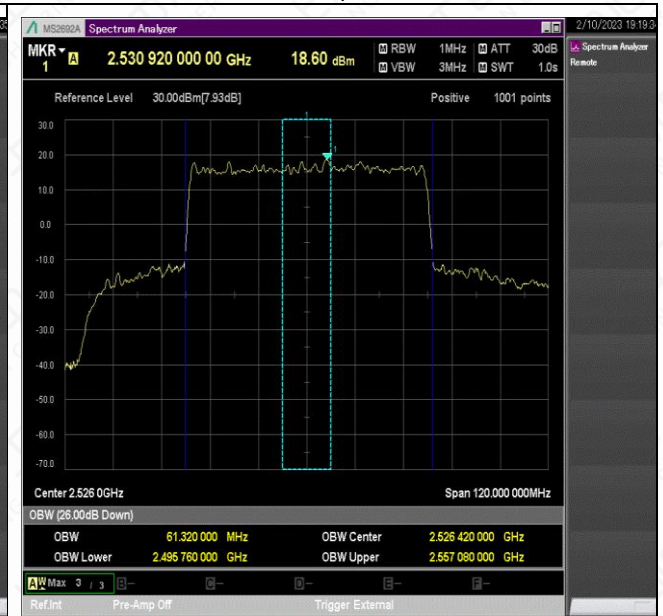 MS2692A Spectrum Analyzer 2/10/2023 19:19:3
MKR 1 A 2.530 920 000 00 GHz 18.60 dBm M RBW 1MHz M ATT 30dB
M VBW 3MHz M SWT 1.0s
Spectrum Analyzer
Remote
Reference Level 30.00dBm[7.93dB] Positive 1001 points
1
1
30.0
20.0
10.0
0.0
-10.0
-20.0
-30.0
-40.0
-50.0
-60.0
-70.0
Center 2.526 0GHz Span 120.000 000MHz
OBW (26.00dB Down)
OBW 61.320 000 MHz OBW Center 2.526 420 000 GHz
OBW Lower 2.495 760 000 GHz OBW Upper 2.557 080 000 GHz
A W Max 3 / 3 B- C- D- E- F-
Ref.Int Pre-Amp Off Trigger External